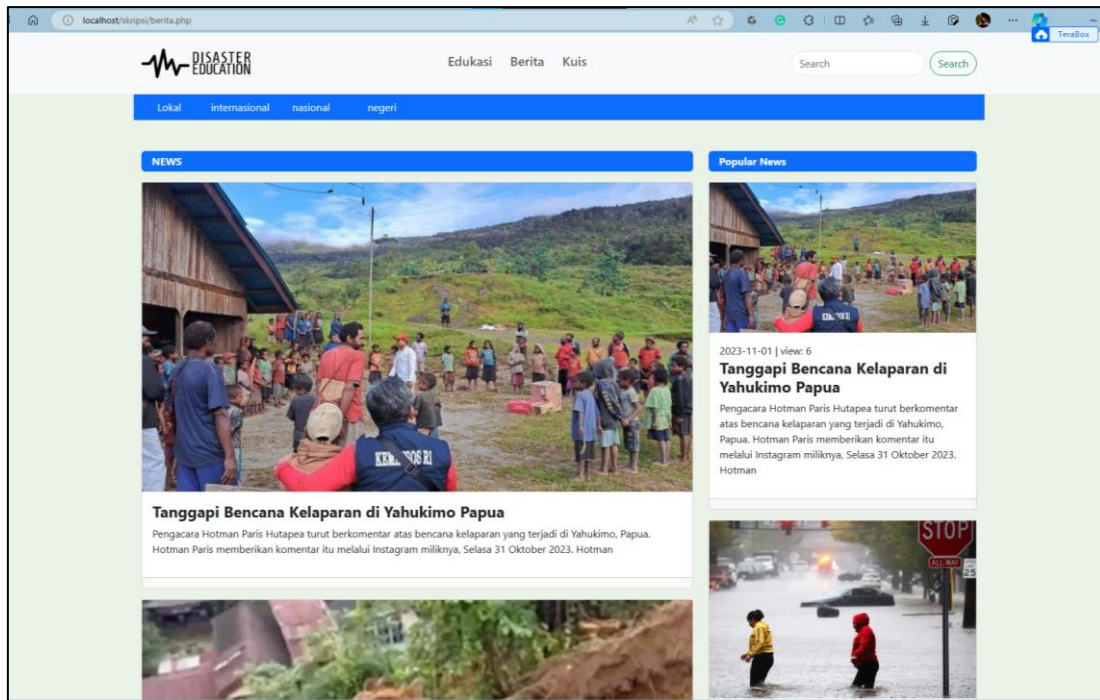 localhost/skripsi/berita.php
TeraBox
DISASTER
EDUCATION
Edukasi Berita Kuis
Search
Search
Lokal internasional nasional negeri
NEWS
KEMENSOS RI
Tanggapi Bencana Kelaparan di Yahukimo Papua
Pengacara Hotman Paris Hutapea turut berkomentar atas bencana kelaparan yang terjadi di Yahukimo, Papua.
Hotman Paris memberikan komentar itu melalui Instagram miliknya, Selasa 31 Oktober 2023. Hotman
Popular News
2023-11-01 | view: 6
Tanggapi Bencana Kelaparan di
Yahukimo Papua
Pengacara Hotman Paris Hutapea turut berkomentar
atas bencana kelaparan yang terjadi di Yahukimo,
Papua. Hotman Paris memberikan komentar itu
melalui Instagram miliknya, Selasa 31 Oktober 2023.
Hotman
STOP
ALL WAY
25